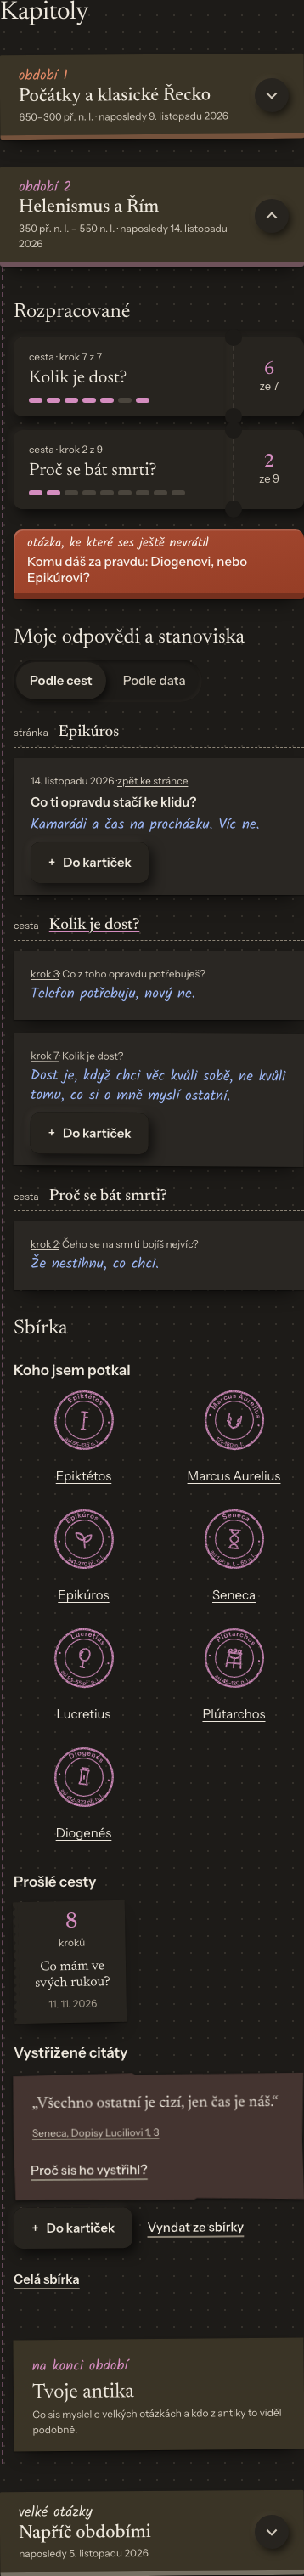 Kapitoly
období 1
Počátky a klasické Řecko
650–300 př. n. l. · naposledy 9. listopadu 2026
období 2
Helenismus a Řím
350 př. n. l. – 550 n. l. · naposledy 14. listopadu
2026
Rozpracované
cesta · krok 7 z 7
Kolik je dost?
6
ze 7
cesta · krok 2 z 9
Proč se bát smrti?
2
ze 9
otázka, ke které ses ještě nevrátil
Komu dáš za pravdu: Diogenovi, nebo
Epikúrovi?
Moje odpovědi a stanoviska
Podle cest
Podle data
stránka Epikúros
14. listopadu 2026 · zpět ke stránce
Co ti opravdu stačí ke klidu?
Kamarádi a čas na procházku. Víc ne.
+ Do kartiček
cesta Kolik je dost?
krok 3 · Co z toho opravdu potřebuješ?
Telefon potřebuju, nový ne.
krok 7 · Kolik je dost?
Dost je, když chci věc kvůli sobě, ne kvůli
tomu, co si o mně myslí ostatní.
+ Do kartiček
cesta Proč se bát smrti?
krok 2 · Čeho se na smrti bojíš nejvíc?
Že nestihnu, co chci.
Sbírka
Koho jsem potkal
Epiktétos
Epiktétos
Marcus Aurelius
Marcus Aurelius
Epikúros
Epikúros
Seneca
Seneca
Lucretius
Lucretius
Plútarchos
Plútarchos
Diogenés
Diogenés
Prošlé cesty
8
kroků
Co mám ve
svých rukou?
11. 11. 2026
Vystřižené citáty
„Všechno ostatní je cizí, jen čas je náš.“
Seneca, Dopisy Luciliovi 1, 3
Proč sis ho vystřihl?
+ Do kartiček
Vyndat ze sbírky
Celá sbírka
na konci období
Tvoje antika
Co sis myslel o velkých otázkách a kdo z antiky to viděl
podobně.
velké otázky
Napříč obdobími
naposledy 5. listopadu 2026